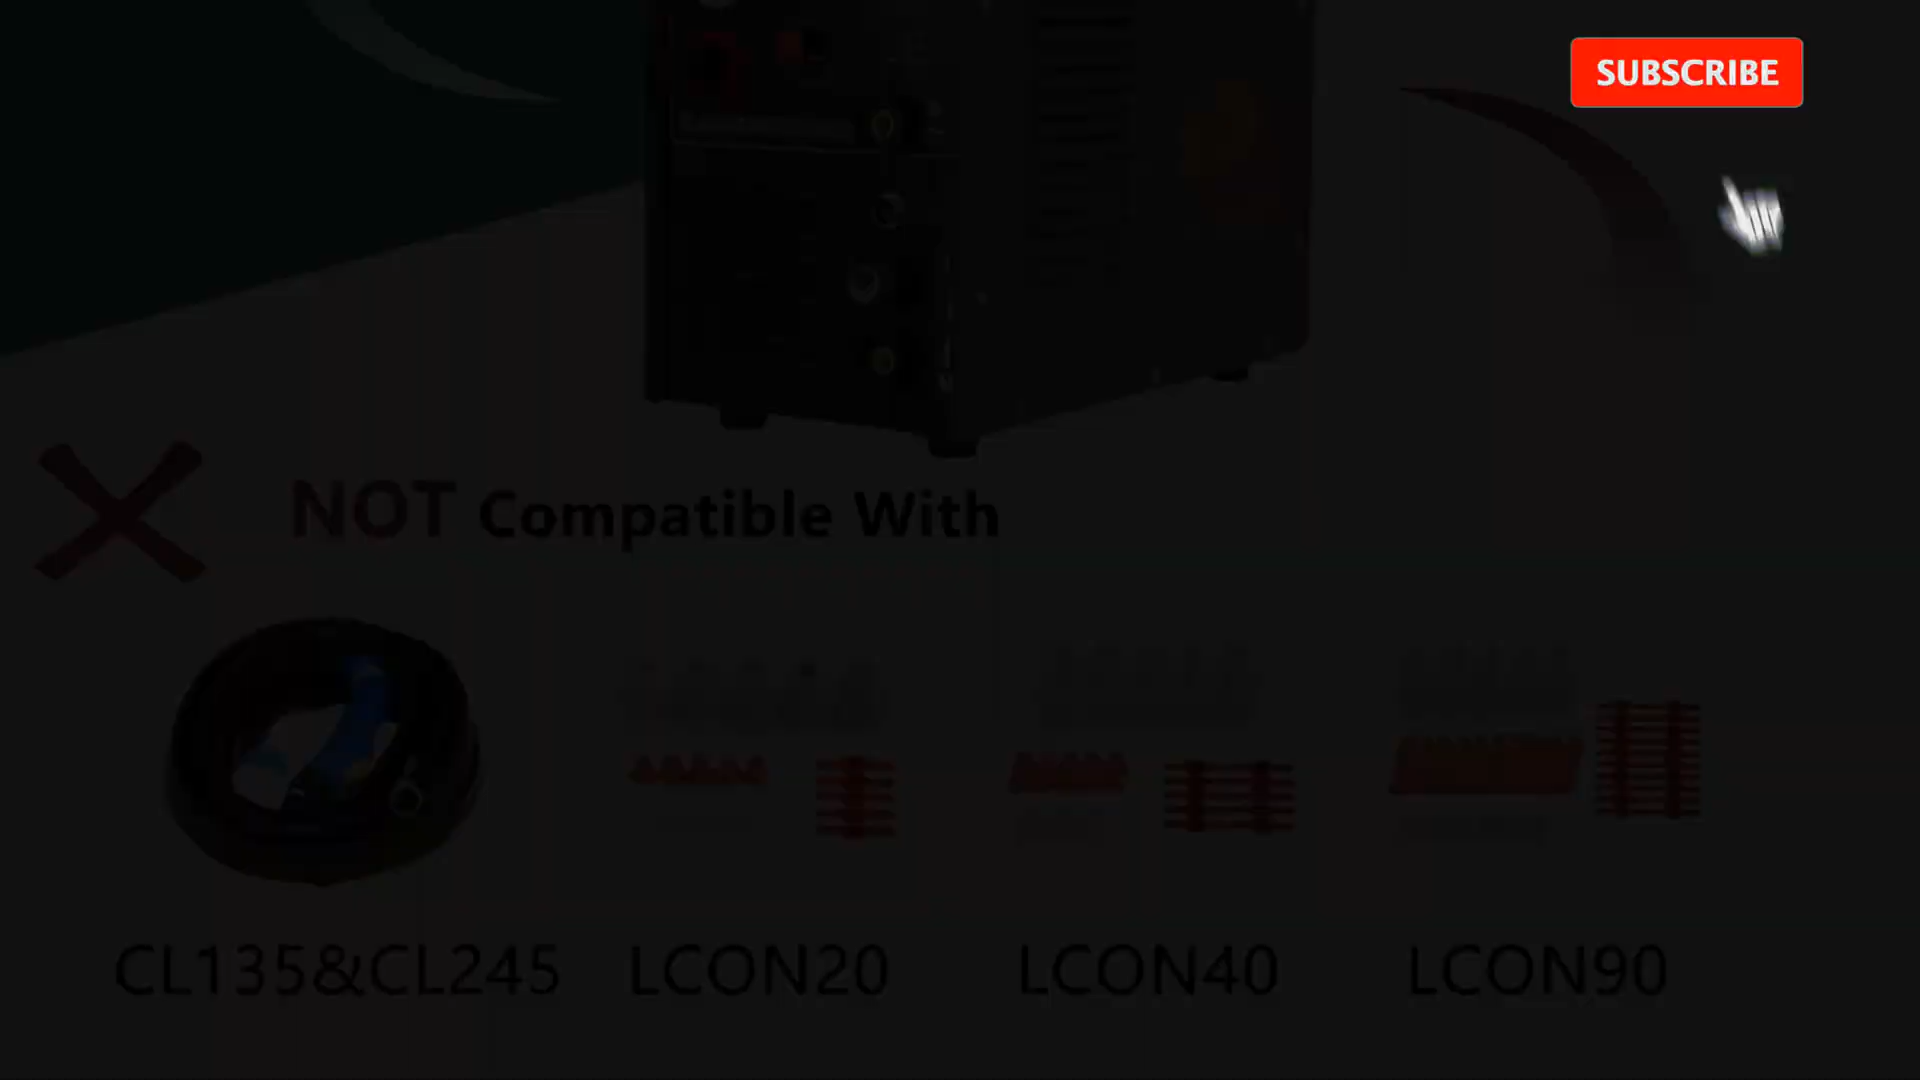 SUBSCRIBE
NOT Compatible With
CL135&CL245 LCON20 LCON40 LCON90